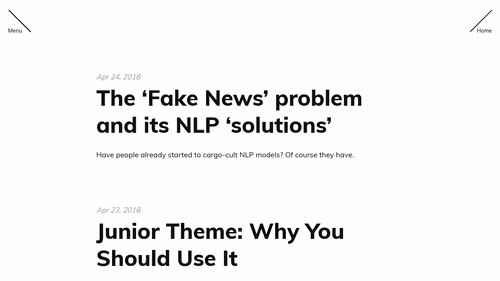 Menu
Home
Apr 24, 2018
The ‘Fake News’ problem
and its NLP ‘solutions’
Have people already started to cargo-cult NLP models? Of course they have.
Apr 23, 2018
Junior Theme: Why You
Should Use It